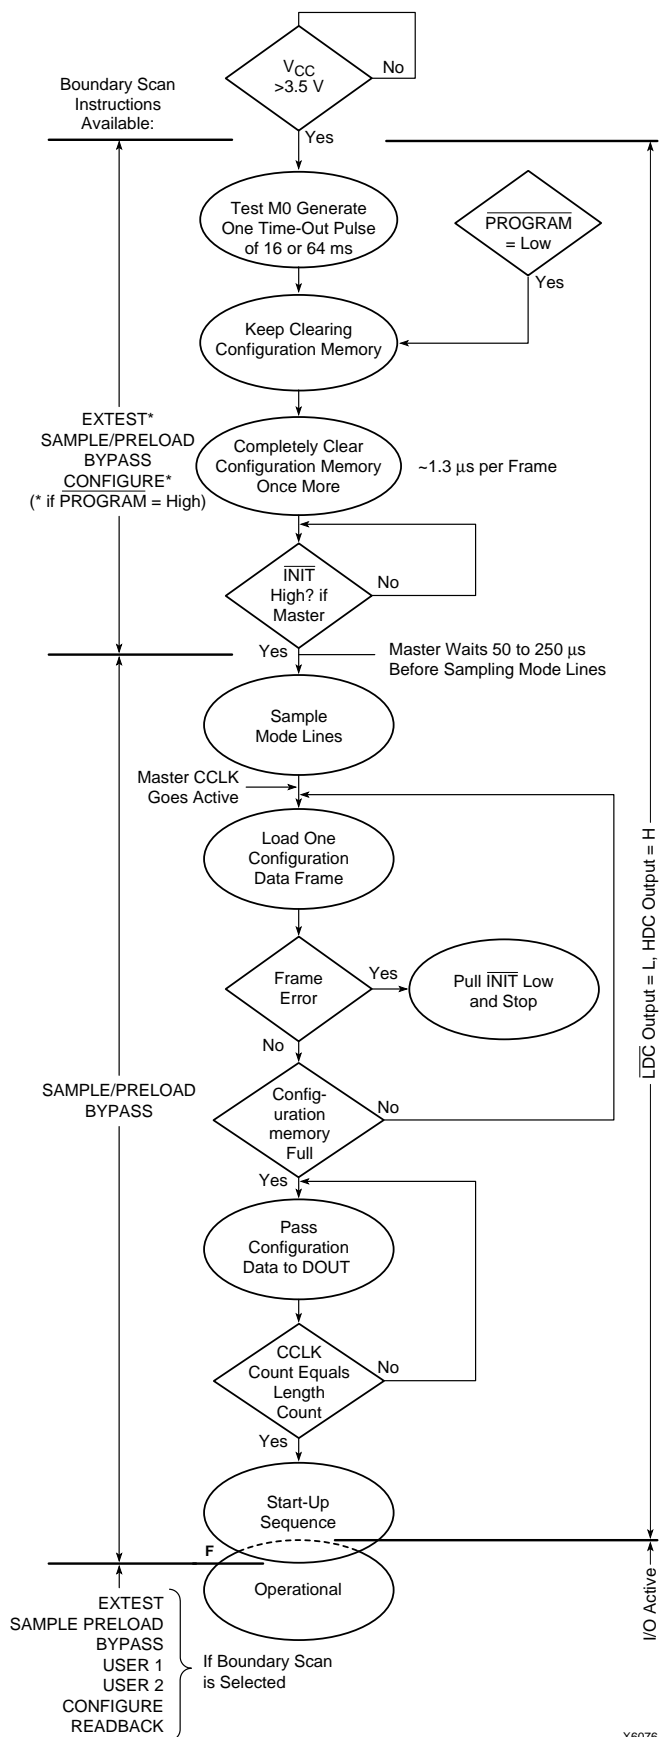 V_CC
>3.5 V
No
Yes
Boundary Scan
Instructions
Available:
Test M0 Generate
One Time-Out Pulse
of 16 or 64 ms
PROGRAM
= Low
Yes
Keep Clearing
Configuration Memory
EXTEST*
SAMPLE/PRELOAD
BYPASS
CONFIGURE*
(* if PROGRAM = High)
Completely Clear
Configuration Memory
Once More
~1.3 µs per Frame
INIT
High? if
Master
No
Yes
Master Waits 50 to 250 µs
Before Sampling Mode Lines
Sample
Mode Lines
Master CCLK
Goes Active
Load One
Configuration
Data Frame
Frame
Error
Yes
No
Pull INIT Low
and Stop
SAMPLE/PRELOAD
BYPASS
Config-
uration
memory
Full
No
Yes
Pass
Configuration
Data to DOUT
CCLK
Count Equals
Length
Count
No
Yes
Start-Up
Sequence
F
Operational
LDC Output = L, HDC Output = H
I/O Active
EXTEST
SAMPLE PRELOAD
BYPASS
USER 1
USER 2
CONFIGURE
READBACK
If Boundary Scan
is Selected
X6076